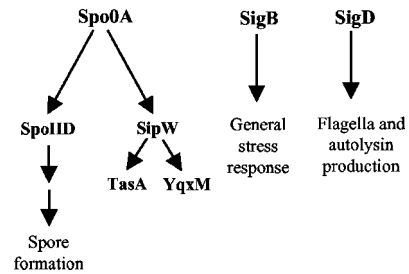 Spo0A
SigB
SigD
SpoIID
SipW
General
stress
response
Flagella and
autolysin
production
TasA
YqxM
Spore
formation